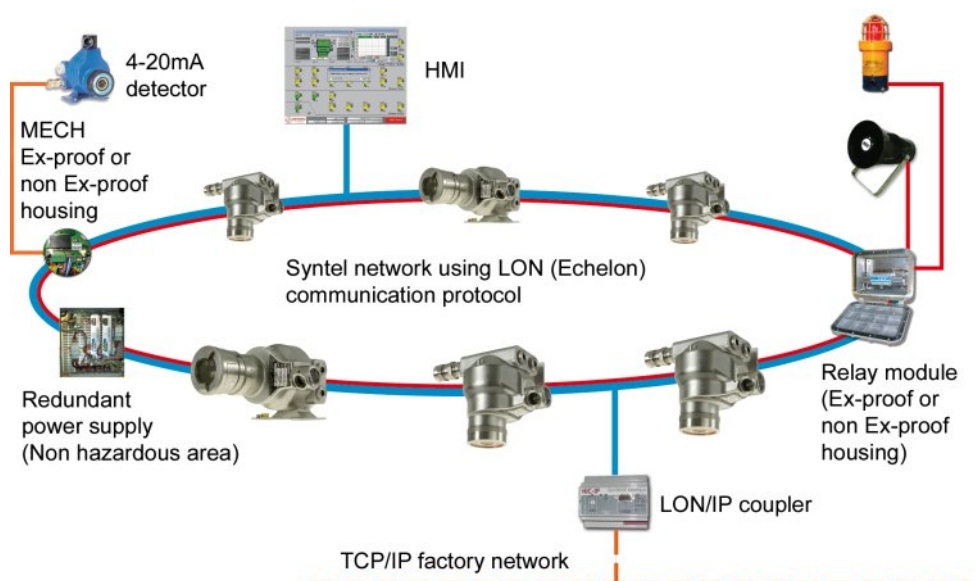 4-20mA
detector
HMI
MECH
Ex-proof or
non Ex-proof
housing
Syntel network using LON (Echelon)
communication protocol
Redundant
power supply
(Non hazardous area)
Relay module
(Ex-proof or
non Ex-proof
housing)
LON/IP coupler
TCP/IP factory network